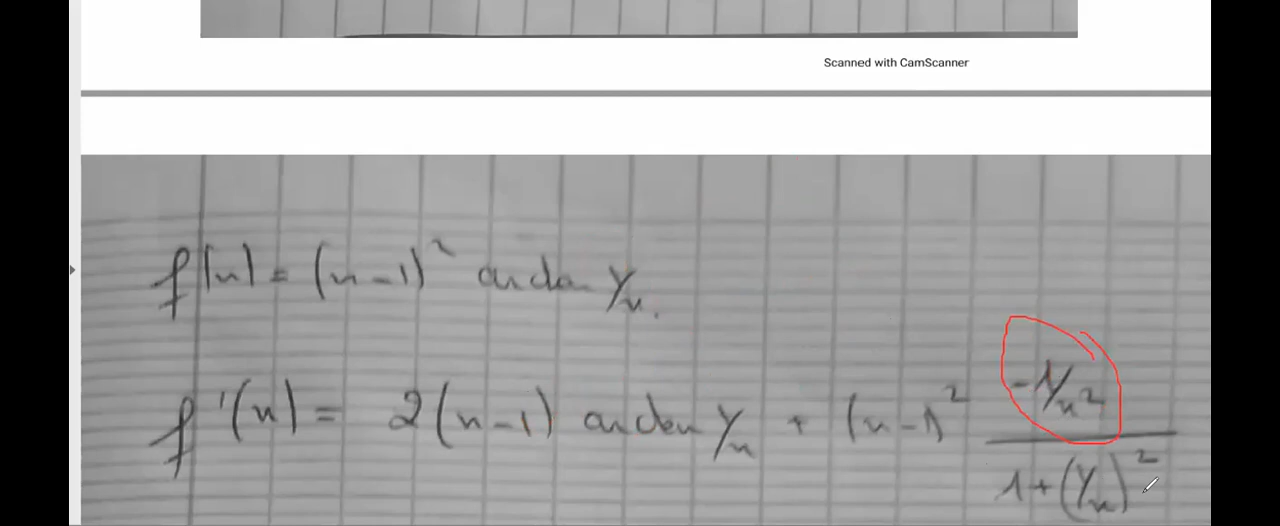 Scanned with CamScanner
f(x) = (x-1)² arctan 1/x.
f'(x) = 2(x-1) arctan 1/x + (x-1)² (-1/x²)/(1+(1/x)²)